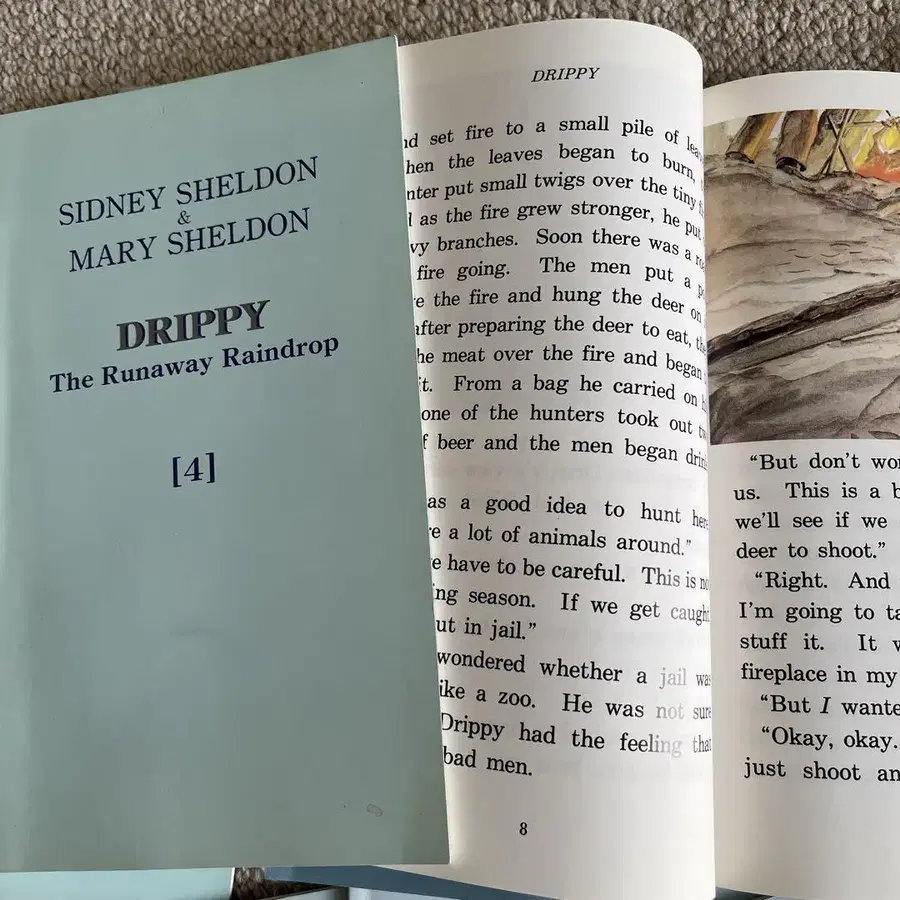 SIDNEY SHELDON
&
MARY SHELDON
DRIPPY
The Runaway Raindrop
[4]
DRIPPY
set fire to a small pile of
the leaves began to burn,
put small twigs over the tiny
as the fire grew stronger, he put
branches. Soon there was a
fire going. The men put a
the fire and hung the deer on
after preparing the deer to eat,
the meat over the fire and began
it. From a bag he carried on
one of the hunters took out
beer and the men began
as a good idea to hunt
a lot of animals around.”
have to be careful. This is
season. If we get caught
in jail.”
wondered whether a jail was
like a zoo. He was not sure
Drippy had the feeling that
bad men.
8
“But don’t
us. This is a
we’ll see if we
deer to shoot.”
“Right. And
I’m going to
stuff it. It
fireplace in my
“But I
“Okay, okay.
just shoot